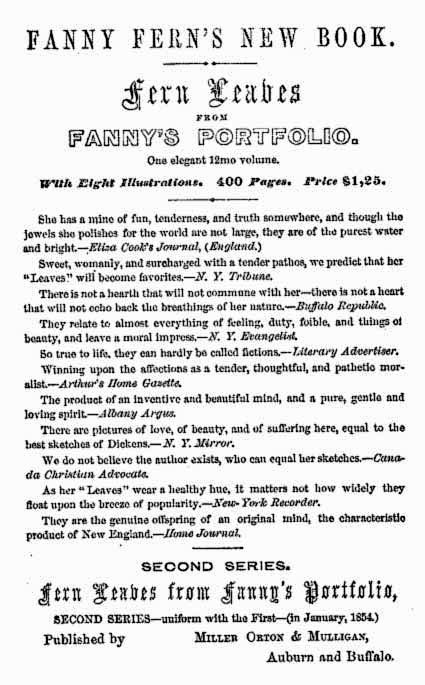 FANNY FERN'S NEW BOOK.
Fern Leaves
FROM
FANNY'S PORTFOLIO.
One elegant 12mo volume.
With Eight Illustrations. 400 Pages. Price $1,25.
She has a mine of fun, tenderness, and truth somewhere, and though the
jewels she polishes for the world are not large, they are of the purest water
and bright.—Eliza Cook's Journal, (England.)
Sweet, womanly, and surcharged with a tender pathos, we predict that her
"Leaves" will become favorites.—N. Y. Tribune.
There is not a hearth that will not commune with her—there is not a heart
that will not echo back the breathings of her nature.—Buffalo Republic.
They relate to almost everything of feeling, duty, foible, and things of
beauty, and leave a moral impress.—N. Y. Evangelist.
So true to life, they can hardly be called fictions.—Literary Advertiser.
Winning upon the affections as a tender, thoughtful, and pathetic mor-
alist.—Arthur's Home Gazette.
The product of an inventive and beautiful mind, and a pure, gentle and
loving spirit.—Albany Argus.
There are pictures of love, of beauty, and of suffering here, equal to the
best sketches of Dickens.—N. Y. Mirror.
We do not believe the author exists, who can equal her sketches.—Cana-
da Christian Advocate.
As her "Leaves" wear a healthy hue, it matters not how widely they
float upon the breeze of popularity.—New-York Recorder.
They are the genuine offspring of an original mind, the characteristic
product of New England.—Home Journal.
SECOND SERIES.
Fern Leaves from Fanny's Portfolio,
SECOND SERIES—uniform with the First—(in January, 1854.)
Published by MILLER ORTON & MULLIGAN,
Auburn and Buffalo.